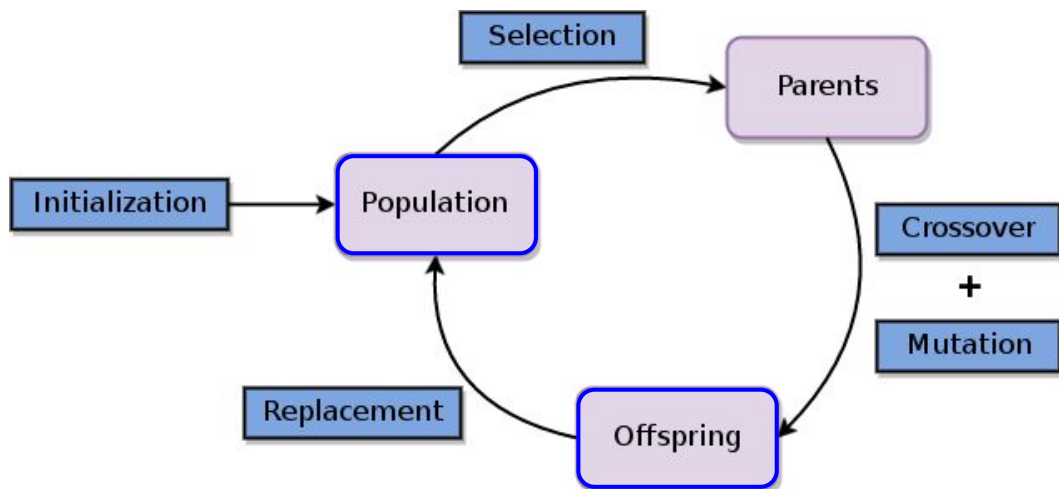 Selection
Parents
Initialization
Population
Crossover
+
Mutation
Replacement
Offspring